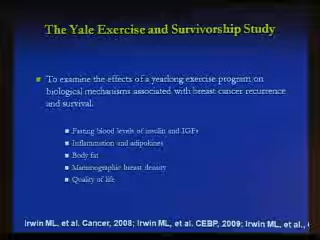 The Yale Exercise and Survivorship Study
To examine the effects of a yearlong exercise program on
biological mechanisms associated with breast cancer recurrence
and survival.
Fasting blood levels of insulin and IGFs
Inflammation and adipokines
Body fat
Mammographic breast density
Quality of life
Irwin ML, et al. Cancer, 2008; Irwin ML, et al. CEBP, 2009; Irwin ML, et al.,